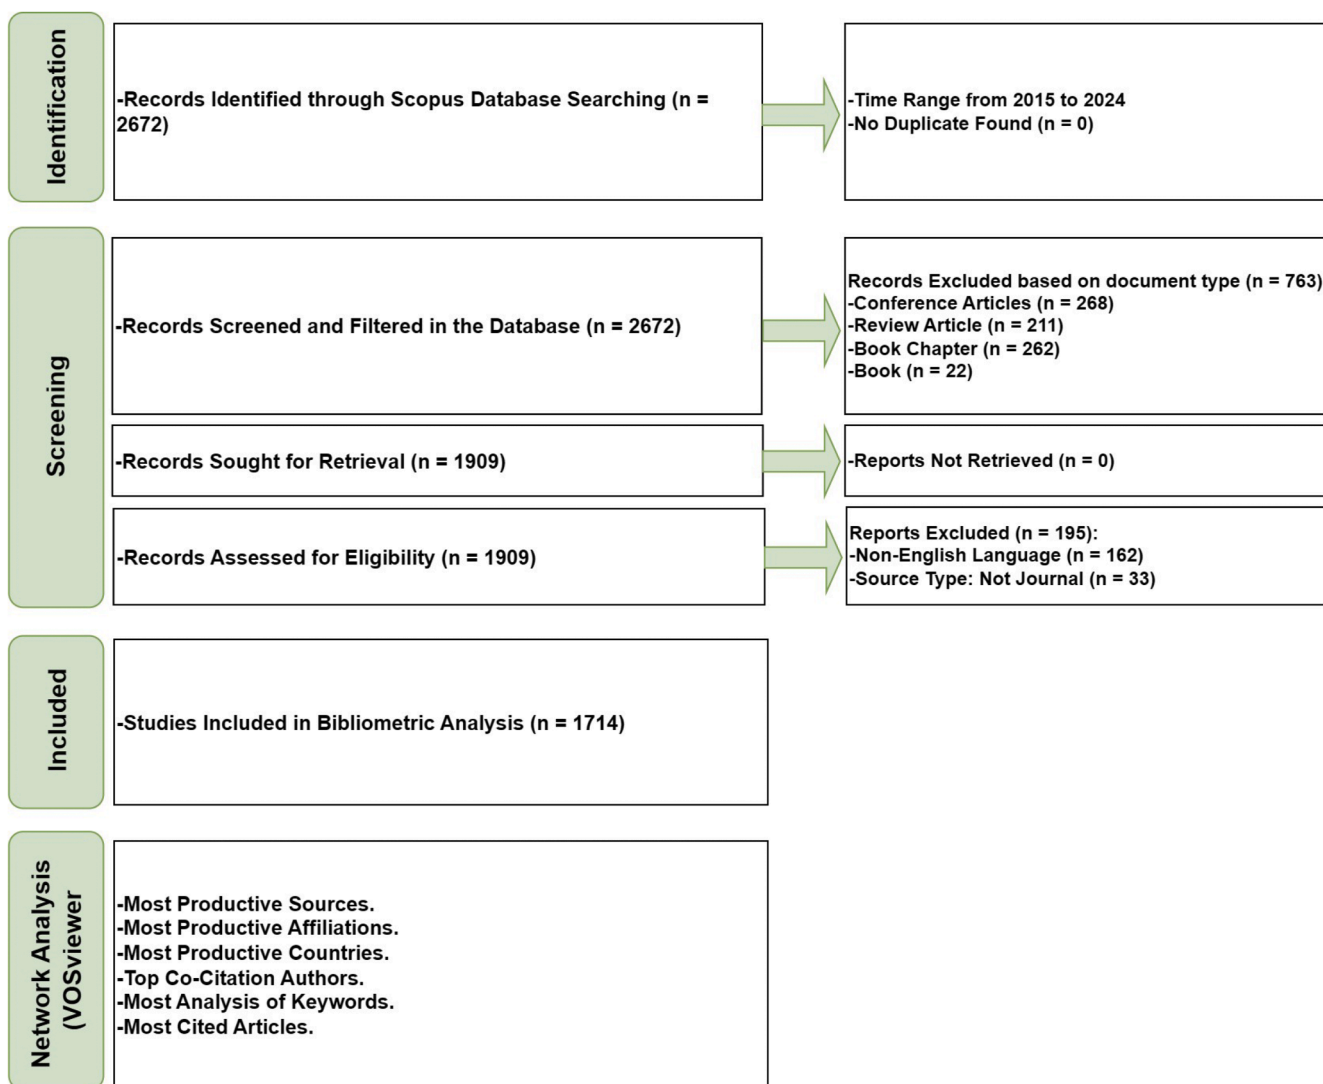 Identification
-Records Identified through Scopus Database Searching (n =
2672)
-Time Range from 2015 to 2024
-No Duplicate Found (n = 0)
Screening
-Records Screened and Filtered in the Database (n = 2672)
Records Excluded based on document type (n = 763)
-Conference Articles (n = 268)
-Review Article (n = 211)
-Book Chapter (n = 262)
-Book (n = 22)
-Records Sought for Retrieval (n = 1909)
-Reports Not Retrieved (n = 0)
-Records Assessed for Eligibility (n = 1909)
Reports Excluded (n = 195):
-Non-English Language (n = 162)
-Source Type: Not Journal (n = 33)
Included
-Studies Included in Bibliometric Analysis (n = 1714)
Network Analysis
(VOSviewer
-Most Productive Sources.
-Most Productive Affiliations.
-Most Productive Countries.
-Top Co-Citation Authors.
-Most Analysis of Keywords.
-Most Cited Articles.